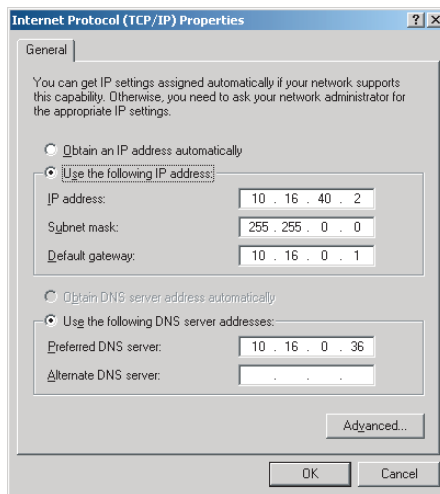 Internet Protocol (TCP/IP) Properties ? X
General
You can get IP settings assigned automatically if your network supports
this capability. Otherwise, you need to ask your network administrator for
the appropriate IP settings.
Obtain an IP address automatically
Use the following IP address:
IP address: 10 . 16 . 40 . 2
Subnet mask: 255 . 255 . 0 . 0
Default gateway: 10 . 16 . 0 . 1
Obtain DNS server address automatically
Use the following DNS server addresses:
Preferred DNS server: 10 . 16 . 0 . 36
Alternate DNS server: . . .
Advanced...
OK Cancel